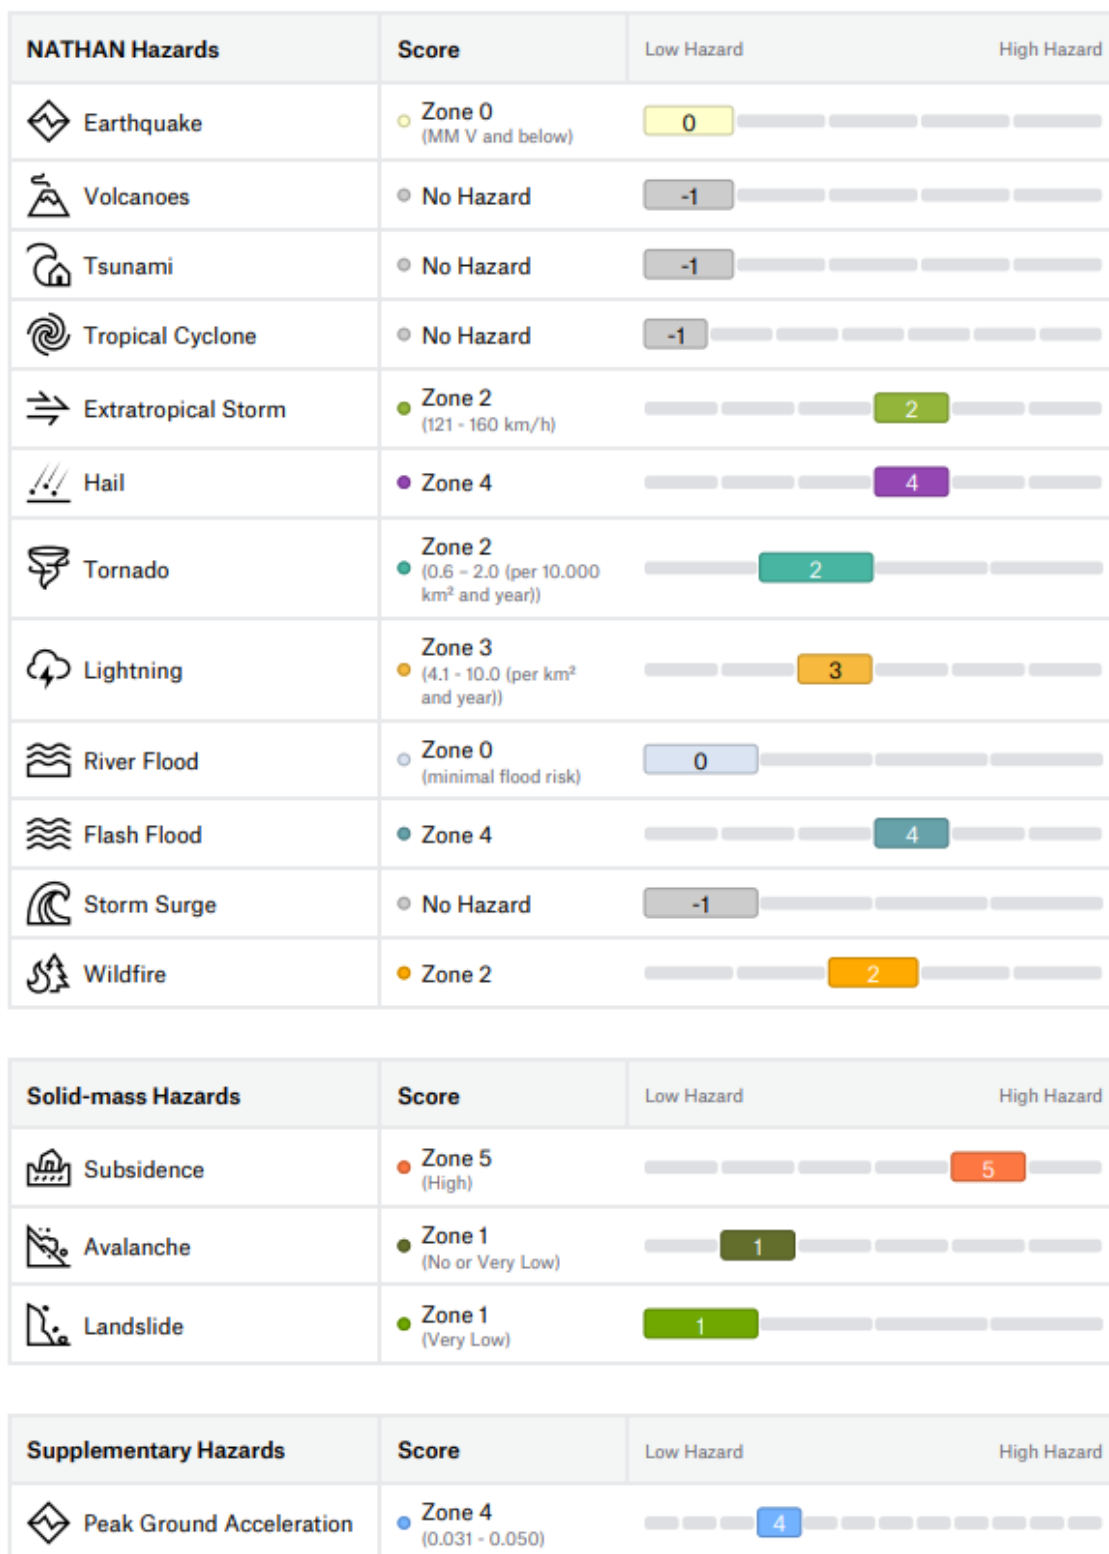 NATHAN Hazards Score Low Hazard High Hazard
Earthquake Zone 0 0
(MM V and below)
Volcanoes No Hazard -1
Tsunami No Hazard -1
Tropical Cyclone No Hazard -1
Extratropical Storm Zone 2 2
(121 - 160 km/h)
Hail Zone 4 4
Tornado Zone 2 2
(0.6 – 2.0 (per 10.000
km² and year))
Lightning Zone 3 3
(4.1 - 10.0 (per km²
and year))
River Flood Zone 0 0
(minimal flood risk)
Flash Flood Zone 4 4
Storm Surge No Hazard -1
Wildfire Zone 2 2
Solid-mass Hazards Score Low Hazard High Hazard
Subsidence Zone 5 5
(High)
Avalanche Zone 1 1
(No or Very Low)
Landslide Zone 1 1
(Very Low)
Supplementary Hazards Score Low Hazard High Hazard
Peak Ground Acceleration Zone 4 4
(0.031 - 0.050)